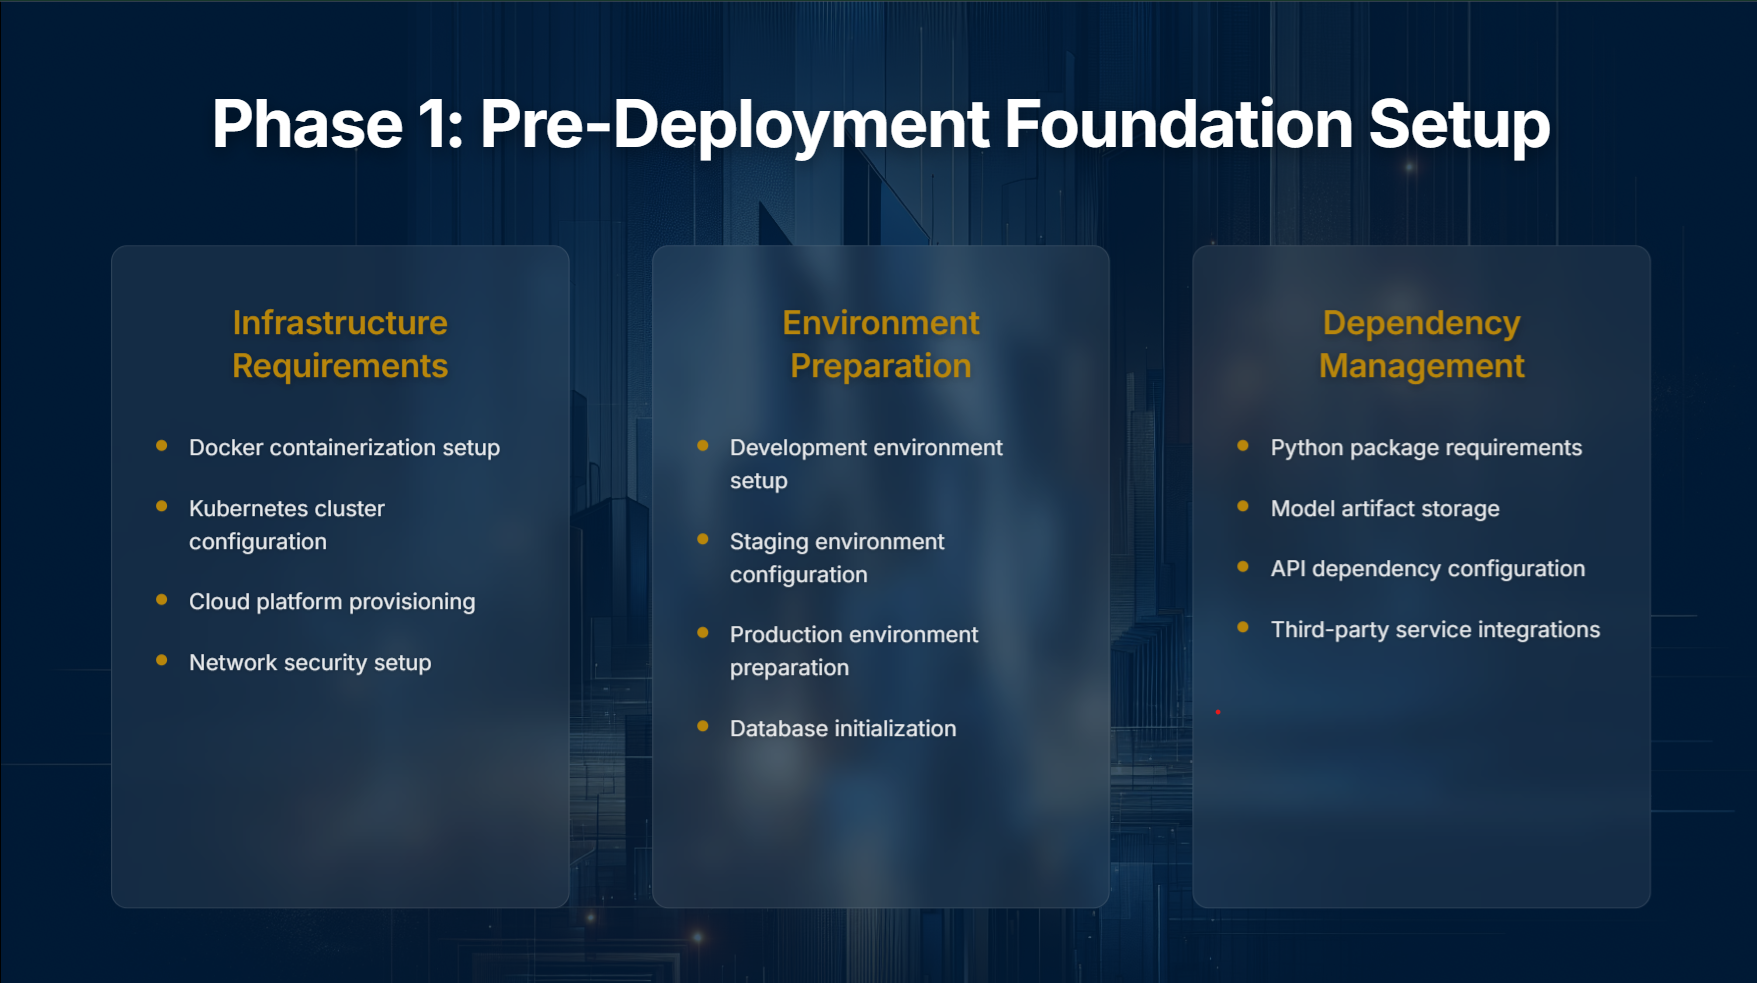 Phase 1: Pre-Deployment Foundation Setup
Infrastructure
Requirements
Docker containerization setup
Kubernetes cluster
configuration
Cloud platform provisioning
Network security setup
Environment
Preparation
Development environment
setup
Staging environment
configuration
Production environment
preparation
Database initialization
Dependency
Management
Python package requirements
Model artifact storage
API dependency configuration
Third-party service integrations